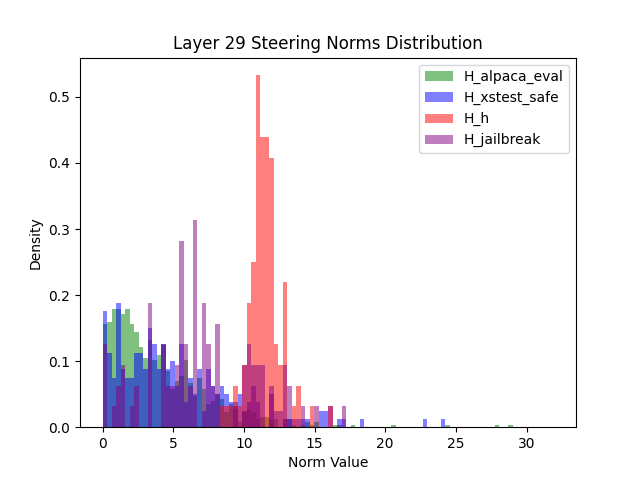 Layer 29 Steering Norms Distribution
H_alpaca_eval
H_xstest_safe
H_h
H_jailbreak
Density
0.5
0.4
0.3
0.2
0.1
0.0
0 5 10 15 20 25 30
Norm Value